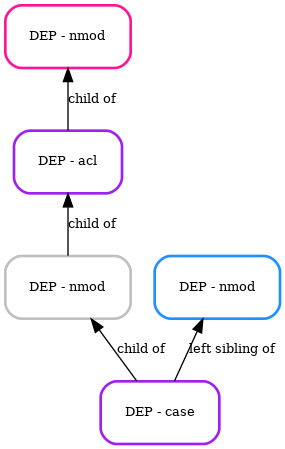 DEP - nmod
child of
DEP - acl
child of
DEP - nmod
DEP - nmod
child of
left sibling of
DEP - case